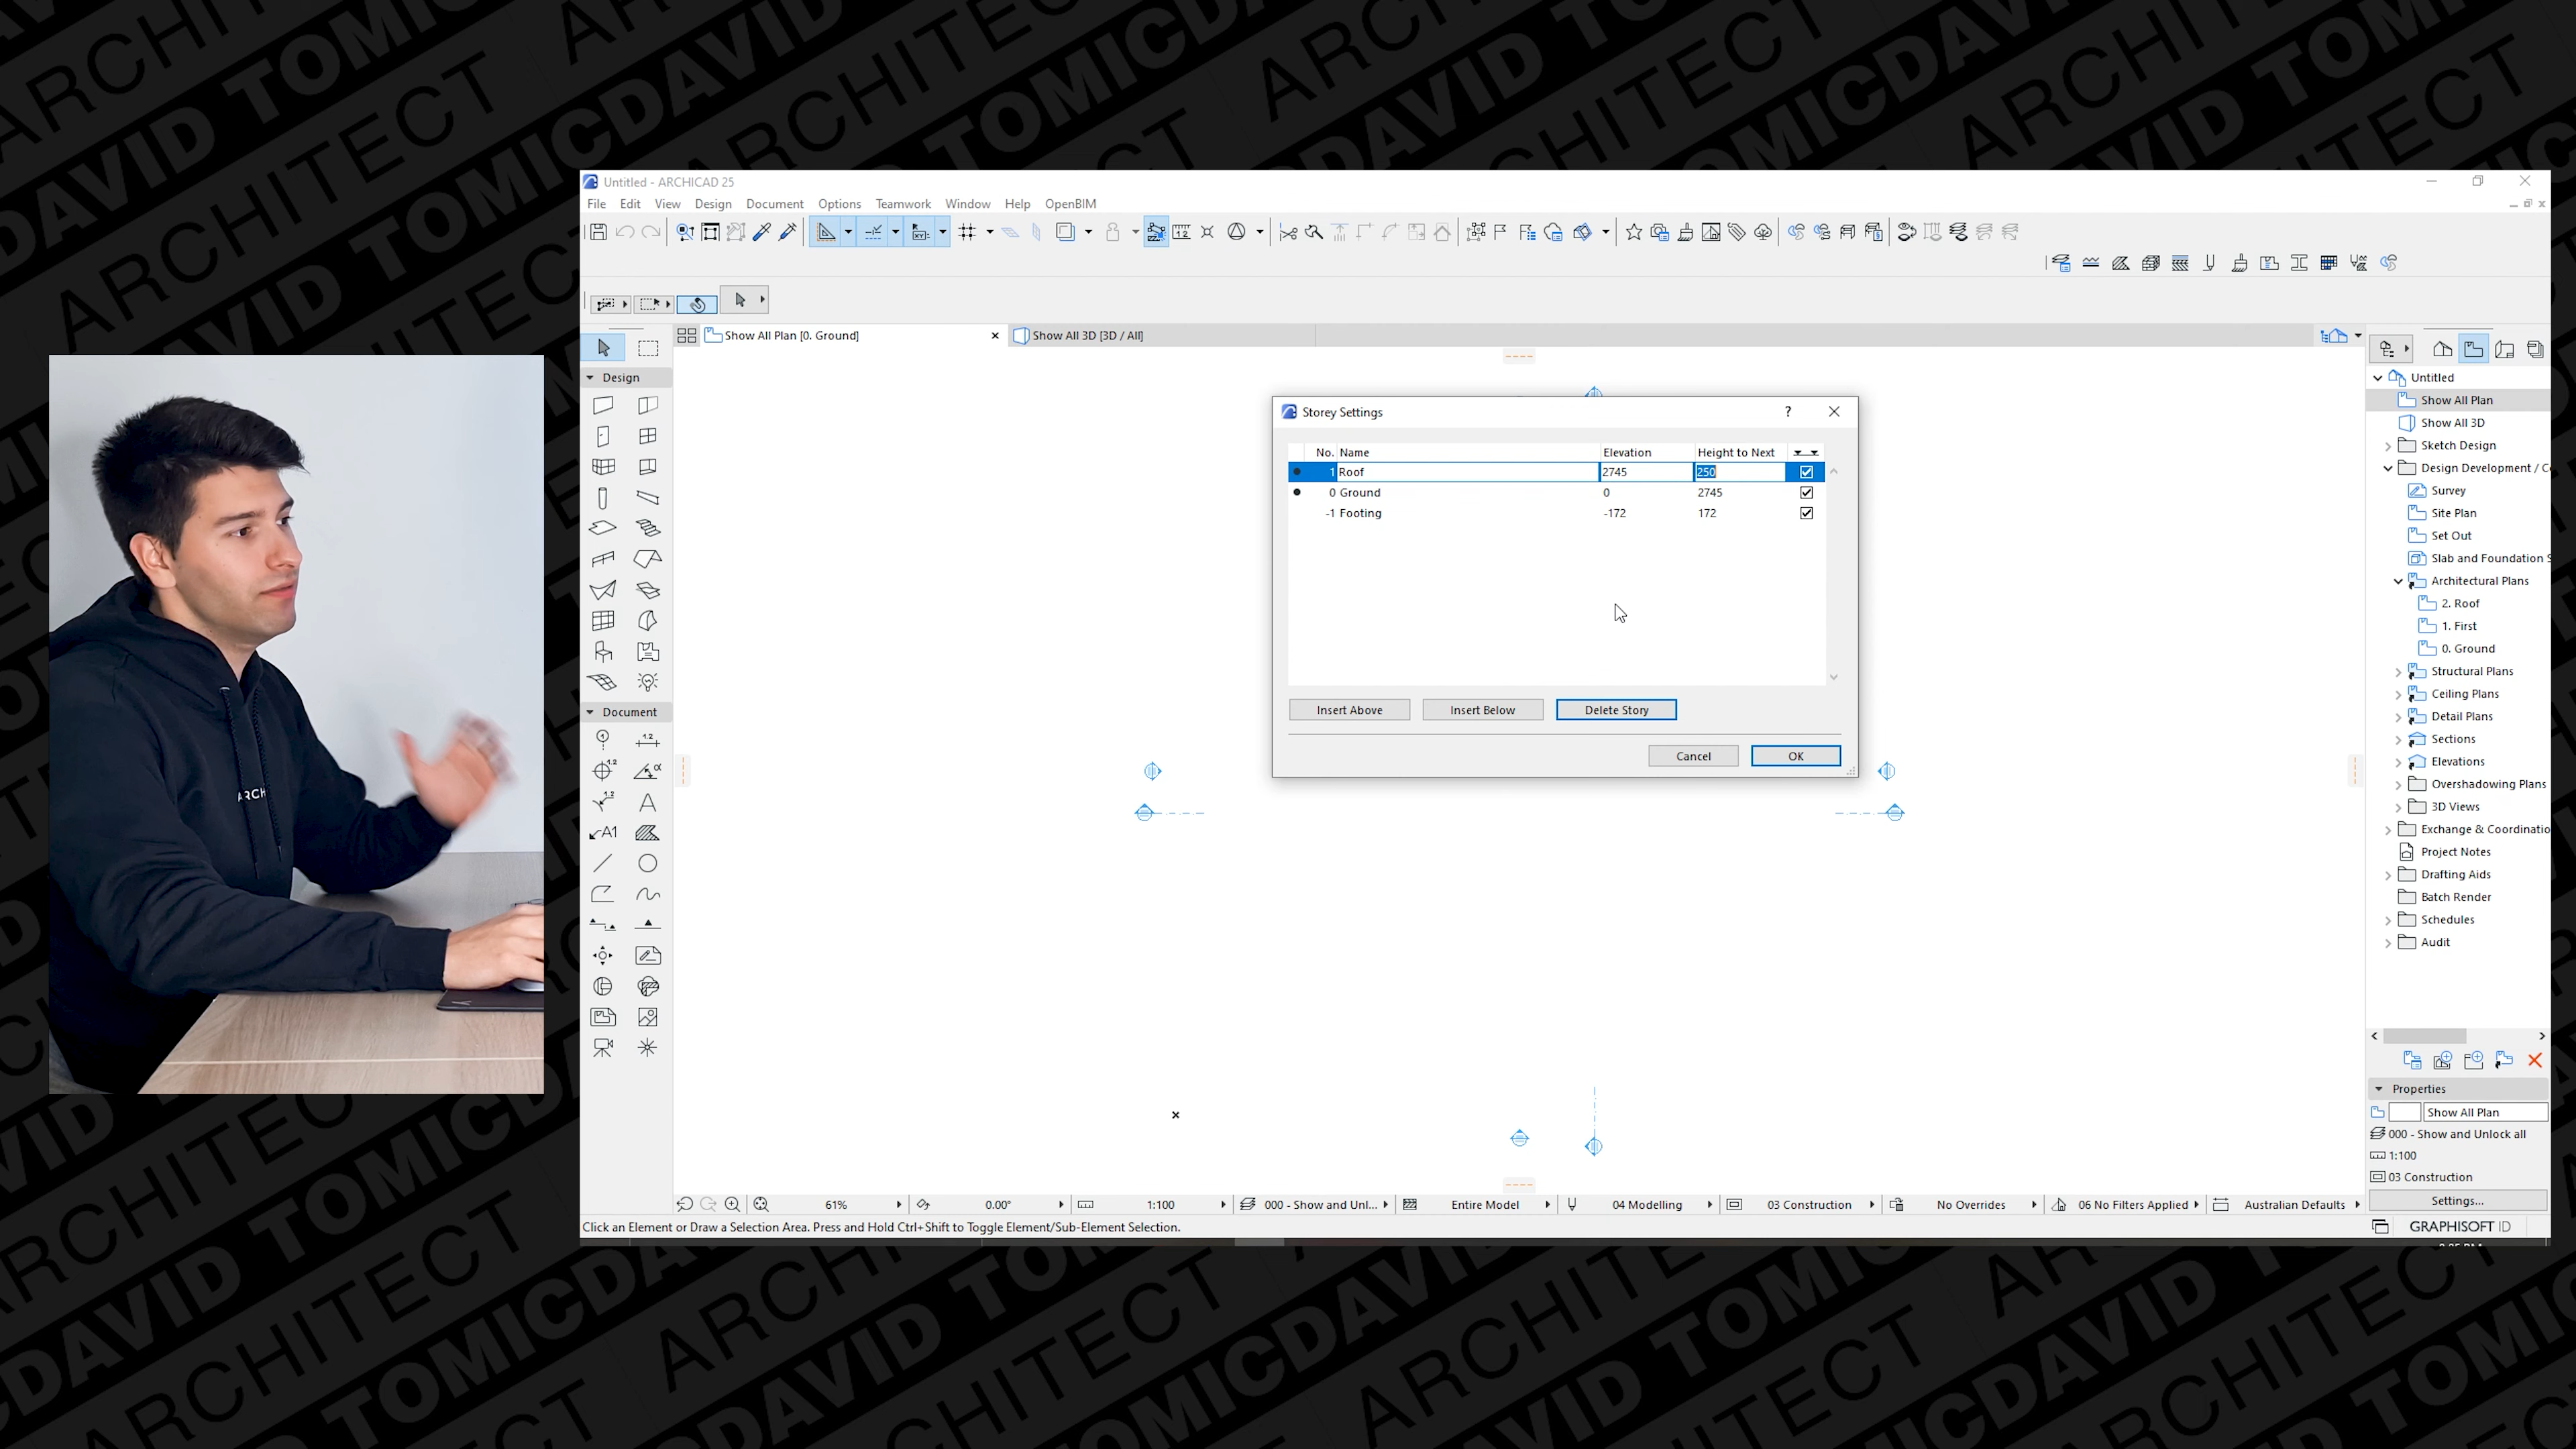 ARCHITECT
DAVID TOMIC
Untitled - ARCHICAD 25
File Edit View Design Document Options Teamwork Window Help OpenBIM
Show All Plan [0. Ground]
Show All 3D [3D / All]
Design
Document
Storey Settings
?
No. Name Elevation Height to Next
1 Roof 2745 250
0 Ground 0 2745
-1 Footing -172 172
Insert Above Insert Below Delete Story
Cancel OK
Untitled
Show All Plan
Show All 3D
Sketch Design
Design Development / C
Survey
Site Plan
Set Out
Slab and Foundation S
Architectural Plans
2. Roof
1. First
0. Ground
Structural Plans
Ceiling Plans
Detail Plans
Sections
Elevations
Overshadowing Plans
3D Views
Exchange & Coordinatio
Project Notes
Drafting Aids
Batch Render
Schedules
Audit
Properties
Show All Plan
000 - Show and Unlock all
1:100
03 Construction
Settings...
61% 0.00° 1:100 000 - Show and Unl... Entire Model 04 Modelling 03 Construction No Overrides 06 No Filters Applied Australian Defaults
Click an Element or Draw a Selection Area. Press and Hold Ctrl+Shift to Toggle Element/Sub-Element Selection.
GRAPHISOFT ID
ARCH